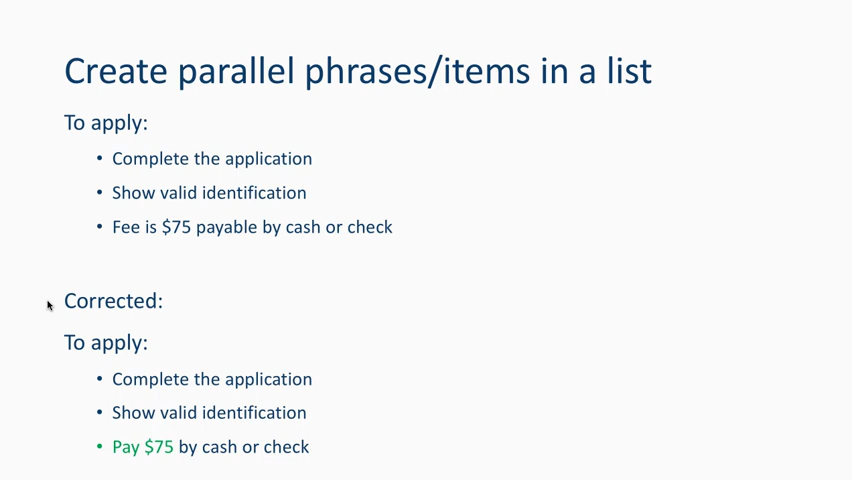 Create parallel phrases/items in a list
To apply:
• Complete the application
• Show valid identification
• Fee is $75 payable by cash or check
Corrected:
To apply:
• Complete the application
• Show valid identification
• Pay $75 by cash or check